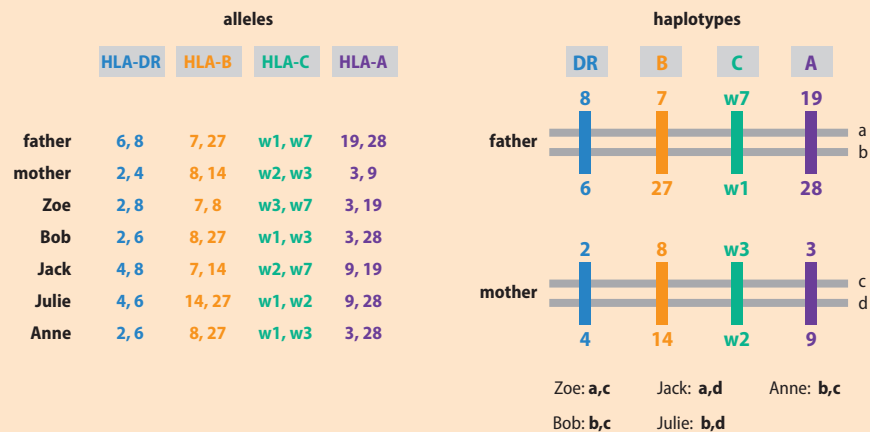 alleles
HLA-DR HLA-B HLA-C HLA-A
father 6, 8 7, 27 w1, w7 19, 28
mother 2, 4 8, 14 w2, w3 3, 9
Zoe 2, 8 7, 8 w3, w7 3, 19
Bob 2, 6 8, 27 w1, w3 3, 28
Jack 4, 8 7, 14 w2, w7 9, 19
Julie 4, 6 14, 27 w1, w2 9, 28
Anne 2, 6 8, 27 w1, w3 3, 28
haplotypes
DR B C A
8 7 w7 19
a
father
b
6 27 w1 28
2 8 w3 3
c
mother
d
4 14 w2 9
Zoe: a,c Jack: a,d Anne: b,c
Bob: b,c Julie: b,d